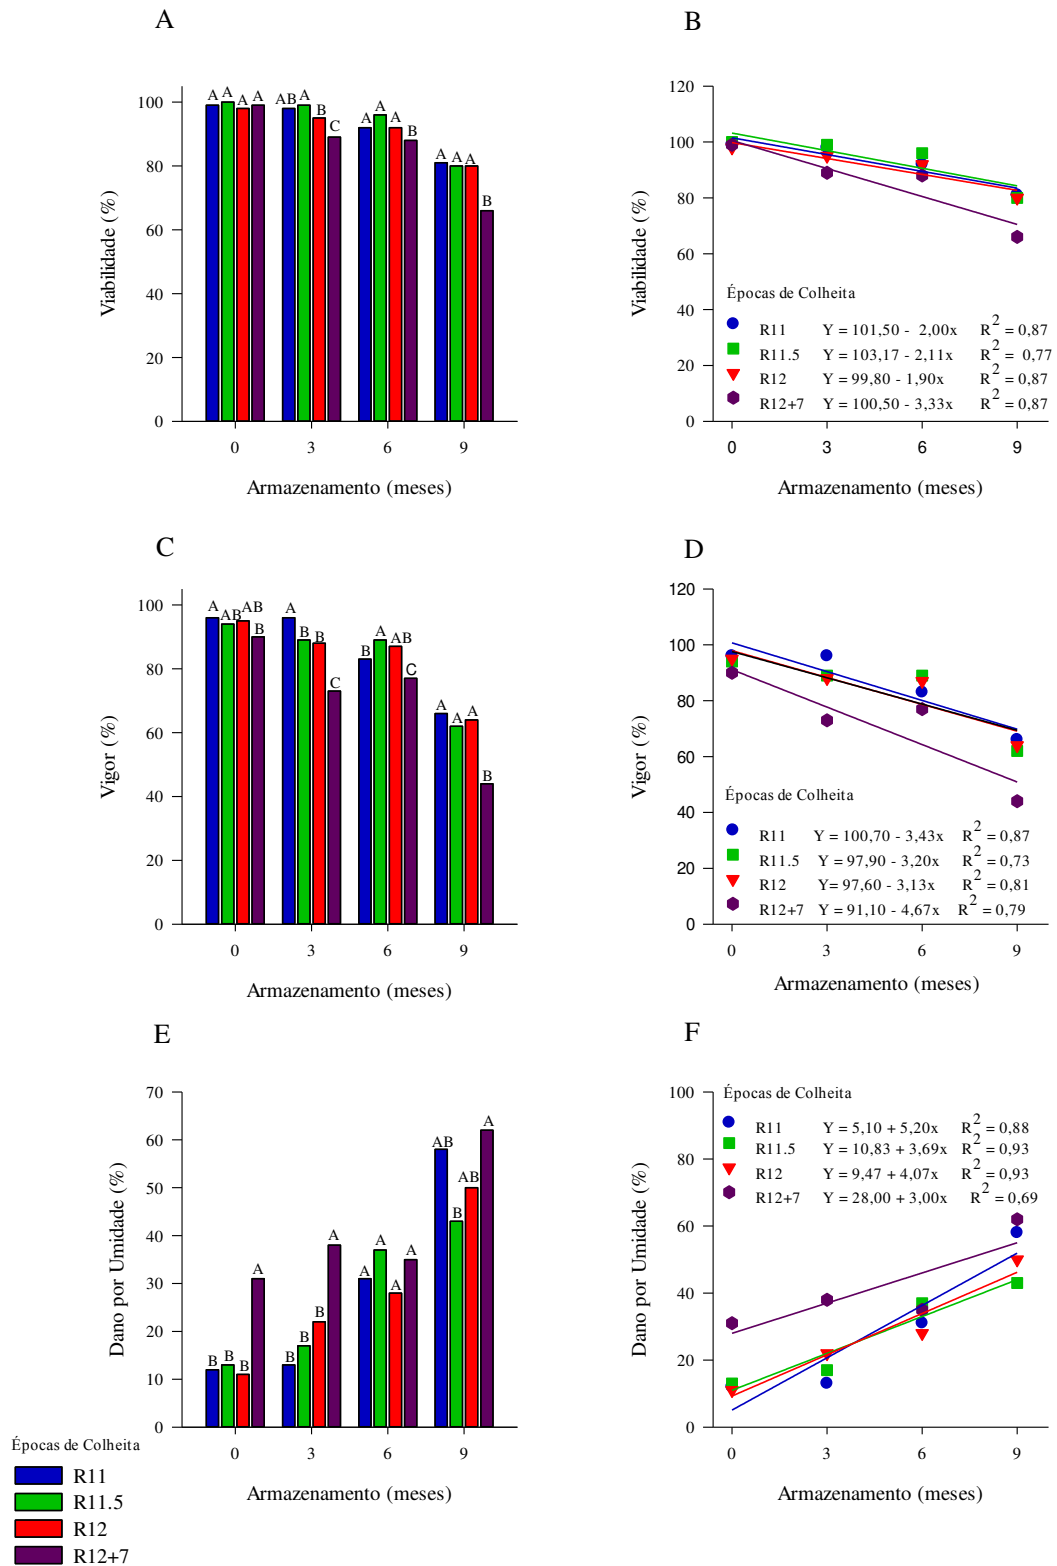 A
100
80
60
40
20
0
Viabilidade (%)
A A A A
AB A B C
A A A B
A A A B
0 3 6 9
Armazenamento (meses)
B
120
100
80
60
40
20
0
Viabilidade (%)
Épocas de Colheita
R11 Y = 101,50 - 2,00x R2 = 0,87
R11.5 Y = 103,17 - 2,11x R2 = 0,77
R12 Y = 99,80 - 1,90x R2 = 0,87
R12+7 Y = 100,50 - 3,33x R2 = 0,87
0 3 6 9
Armazenamento (meses)
C
100
80
60
40
20
0
Vigor (%)
A AB AB B
A B B C
B A AB C
A A A B
0 3 6 9
Armazenamento (meses)
D
120
100
80
60
40
20
0
Vigor (%)
Épocas de Colheita
R11 Y = 100,70 - 3,43x R2 = 0,87
R11.5 Y = 97,90 - 3,20x R2 = 0,73
R12 Y= 97,60 - 3,13x R2 = 0,81
R12+7 Y = 91,10 - 4,67x R2 = 0,79
0 3 6 9
Armazenamento (meses)
E
70
60
50
40
30
20
10
0
Dano por Umidade (%)
B B B A
B B B A
A A A A
AB B AB A
0 3 6 9
Armazenamento (meses)
F
100
80
60
40
20
0
Dano por Umidade (%)
Épocas de Colheita
R11 Y = 5,10 + 5,20x R2 = 0,88
R11.5 Y = 10,83 + 3,69x R2 = 0,93
R12 Y = 9,47 + 4,07x R2 = 0,93
R12+7 Y = 28,00 + 3,00x R2 = 0,69
0 3 6 9
Armazenamento (meses)
Épocas de Colheita
R11
R11.5
R12
R12+7